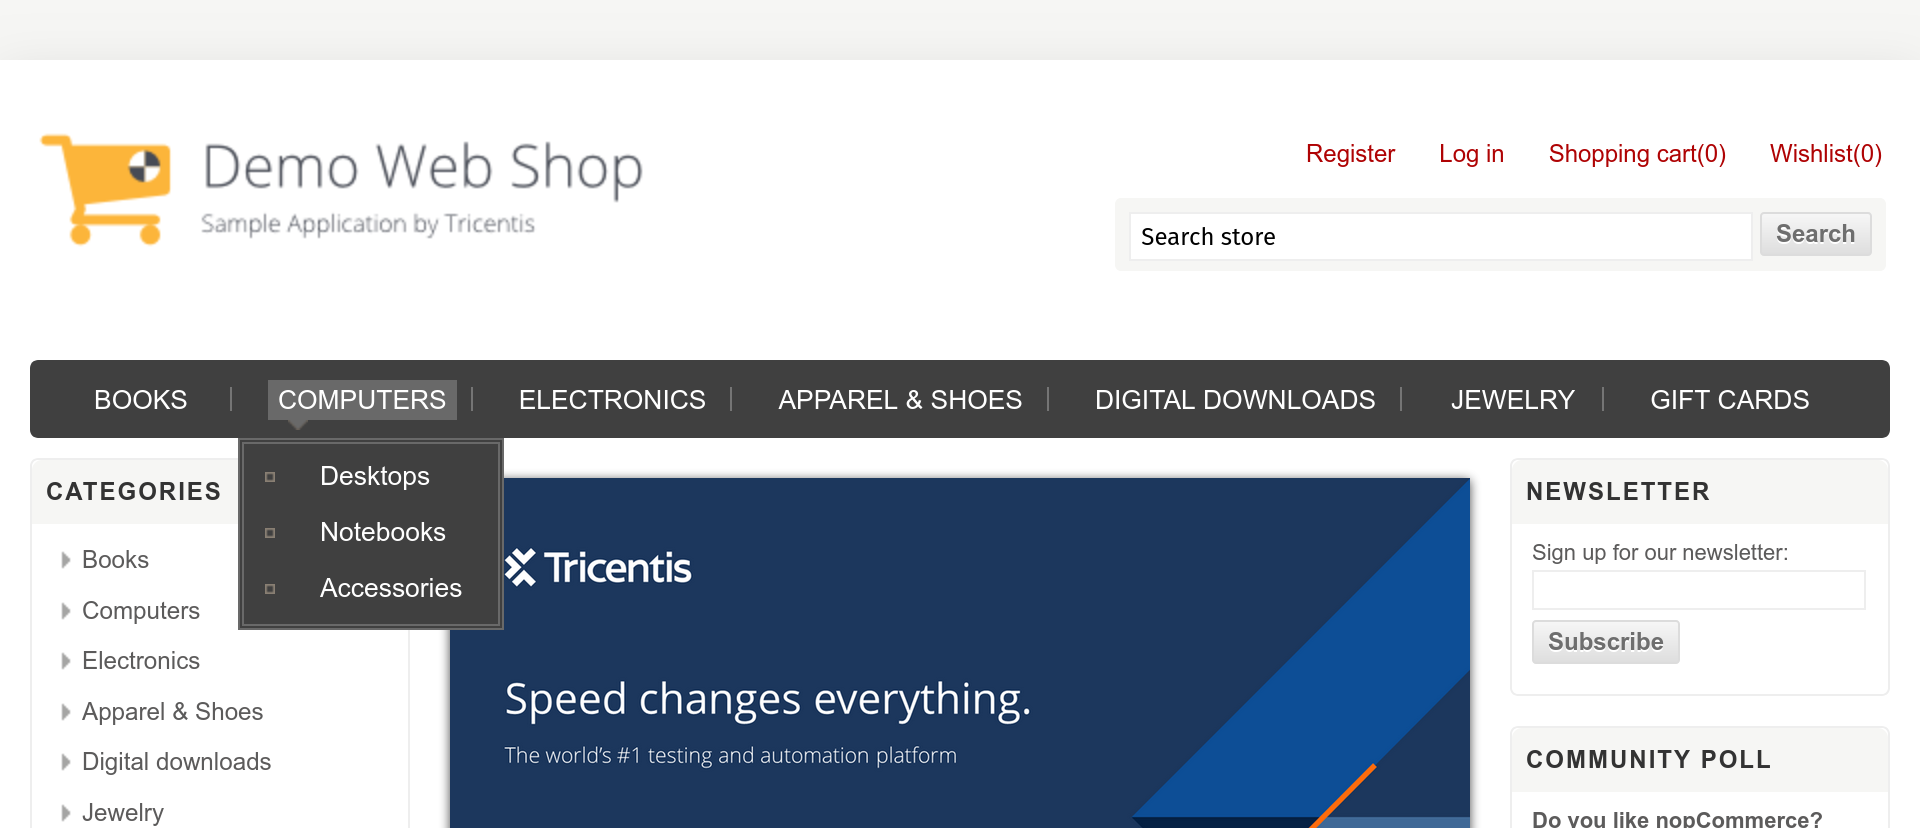 Demo Web Shop
Sample Application by Tricentis
Register Log in Shopping cart(0) Wishlist(0)
Search store Search
BOOKS COMPUTERS ELECTRONICS APPAREL & SHOES DIGITAL DOWNLOADS JEWELRY GIFT CARDS
Desktops
Notebooks
Accessories
CATEGORIES
Books
Computers
Electronics
Apparel & Shoes
Digital downloads
Jewelry
Tricentis
Speed changes everything.
The world's #1 testing and automation platform
NEWSLETTER
Sign up for our newsletter:
Subscribe
COMMUNITY POLL
Do you like nopCommerce?